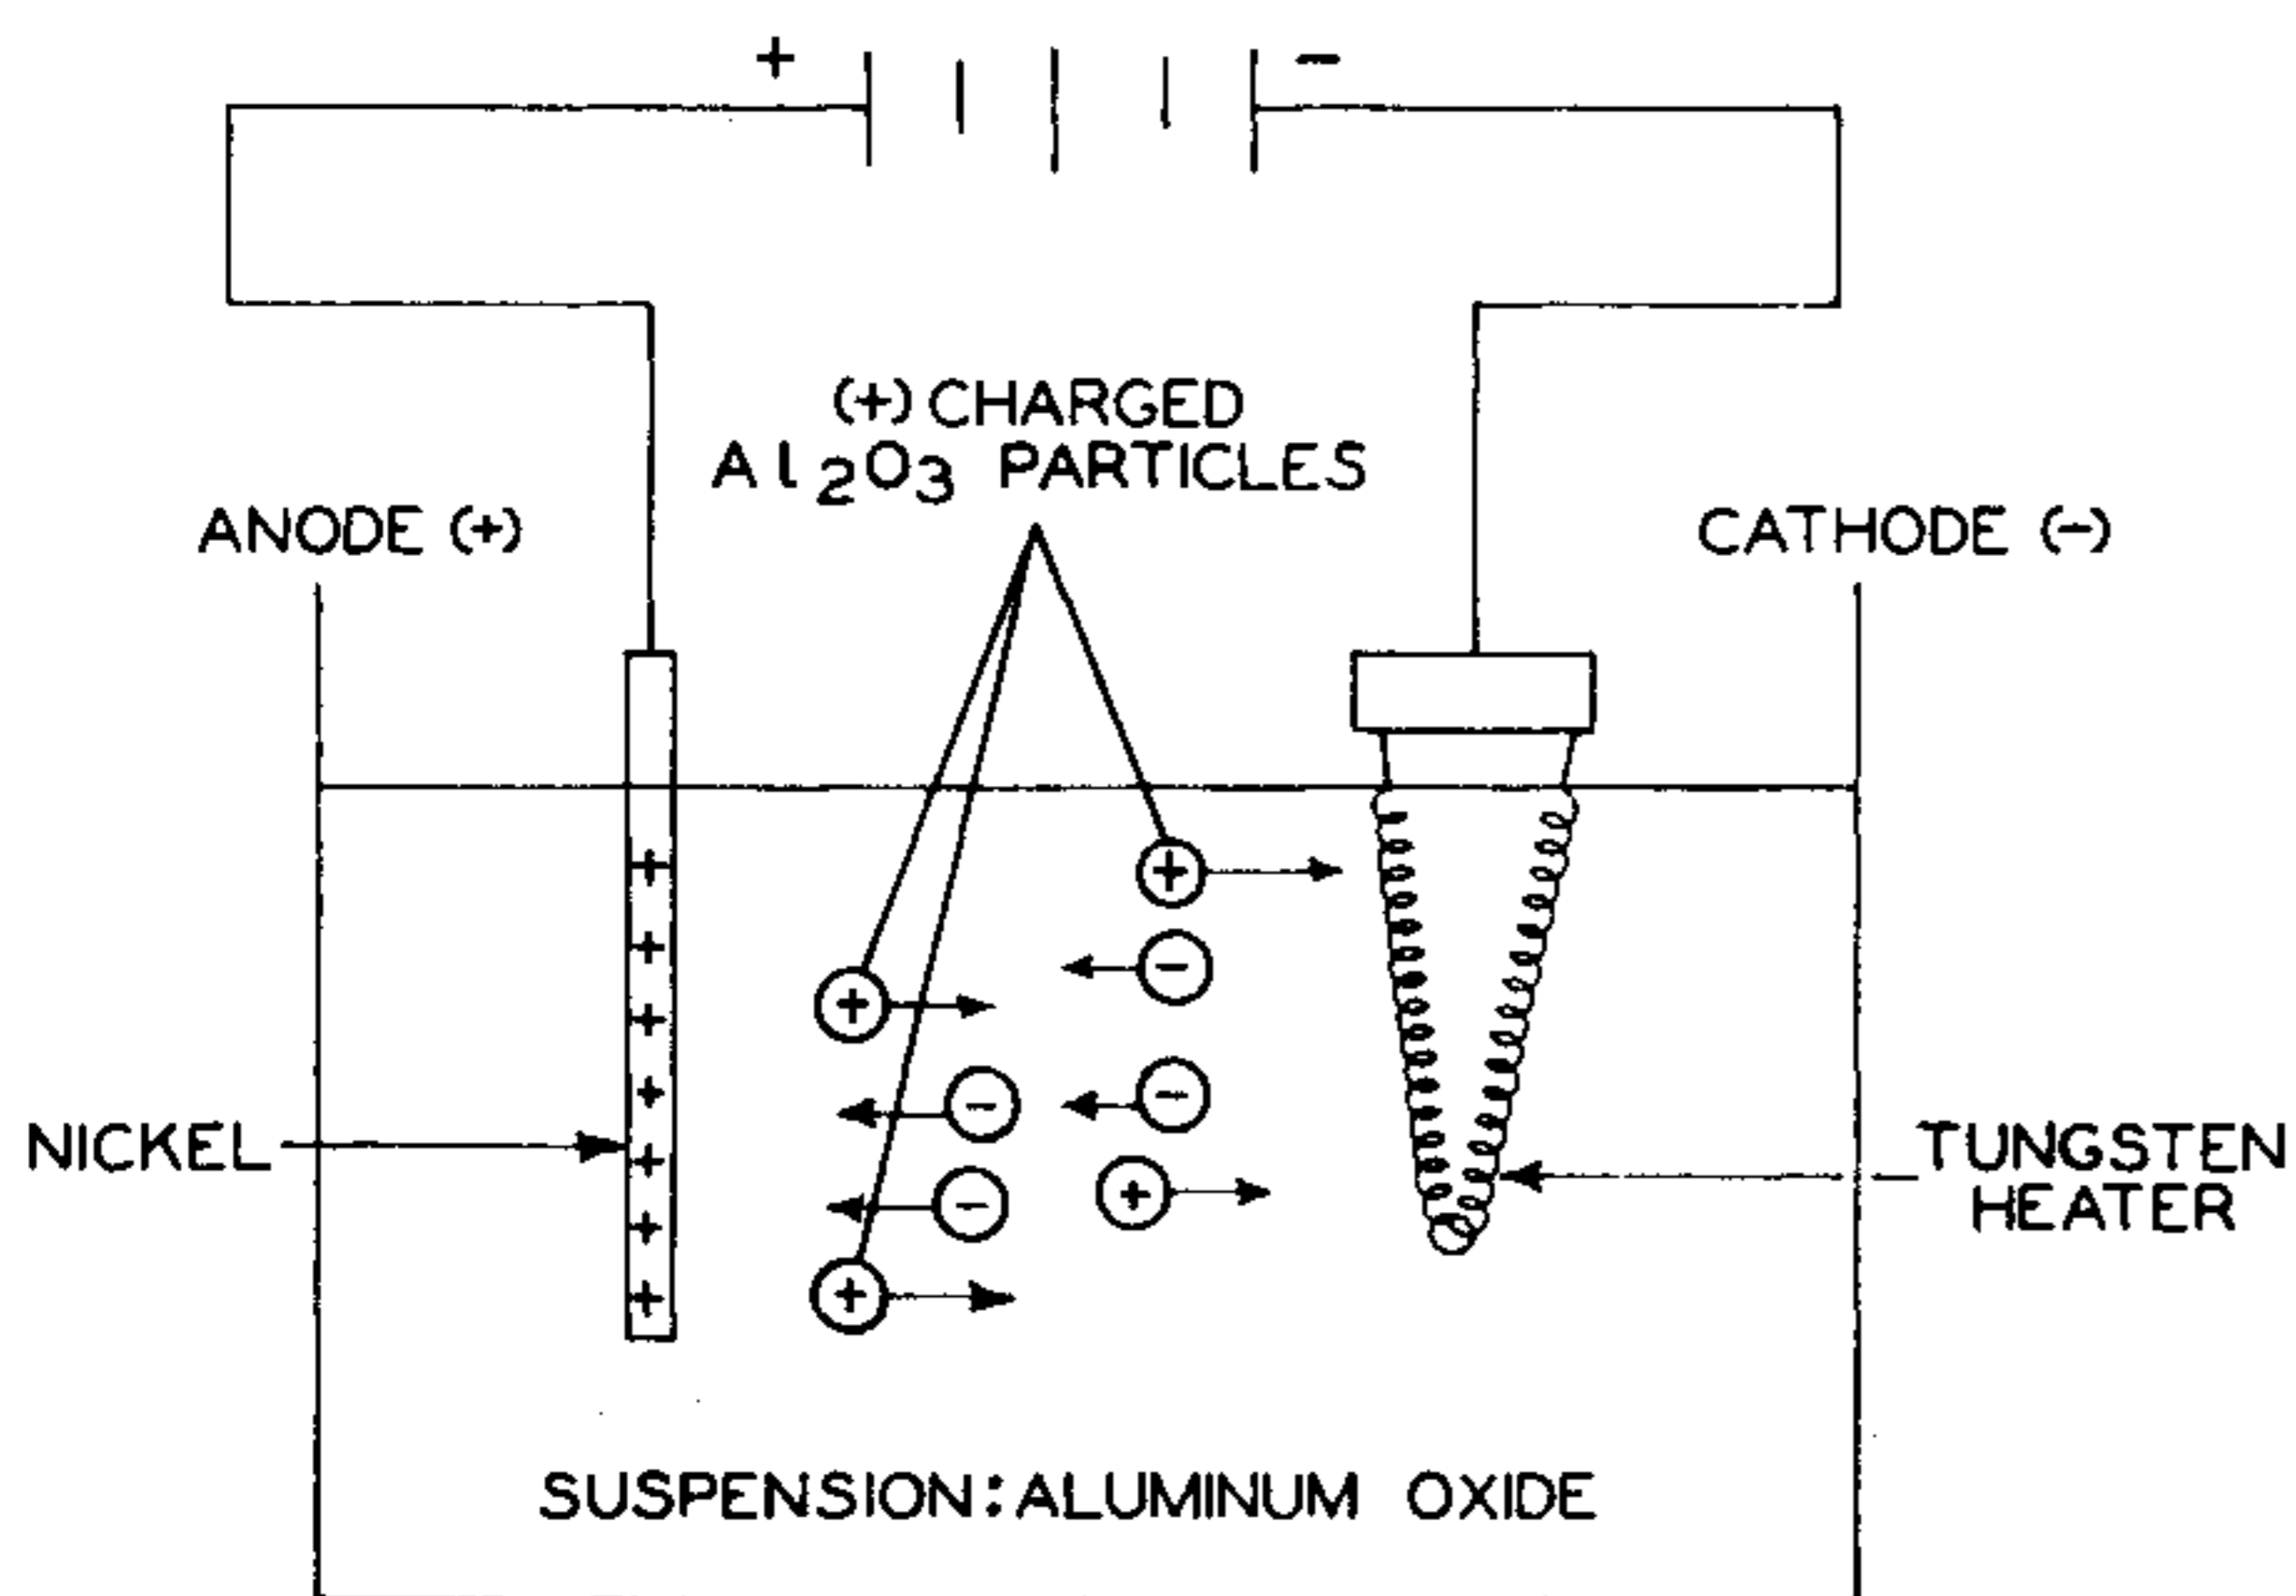 + −
(+) CHARGED
Al2O3 PARTICLES
ANODE (+)
CATHODE (−)
+
−
+
+
+
+
−
−
+
NICKEL
+
−
+
TUNGSTEN
HEATER
+
+
+
SUSPENSION: ALUMINUM OXIDE